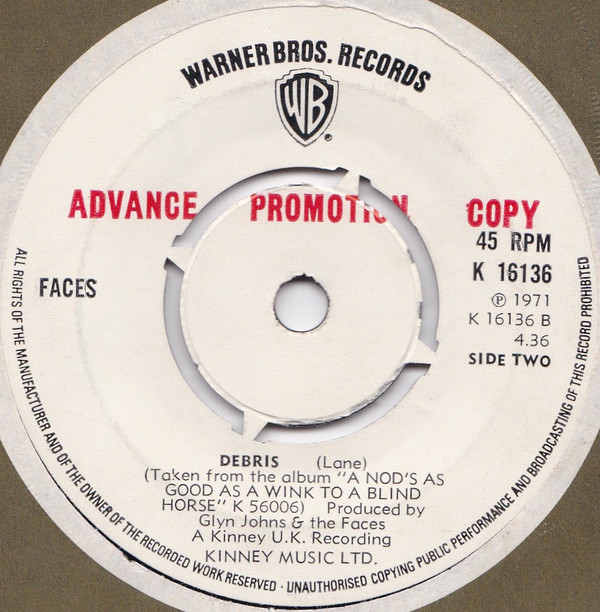 WARNER BROS. RECORDS
WB
®
ADVANCE PROMOTION COPY
45 RPM
FACES
K 16136
℗ 1971
K 16136 B
4.36
SIDE TWO
DEBRIS (Lane)
(Taken from the album "A NOD'S AS
GOOD AS A WINK TO A BLIND
HORSE" K 56006) Produced by
Glyn Johns & the Faces
A Kinney U.K. Recording
KINNEY MUSIC LTD.
ALL RIGHTS OF THE MANUFACTURER AND OF THE OWNER OF THE RECORDED WORK RESERVED · UNAUTHORISED COPYING PUBLIC PERFORMANCE AND BROADCASTING OF THIS RECORD PROHIBITED